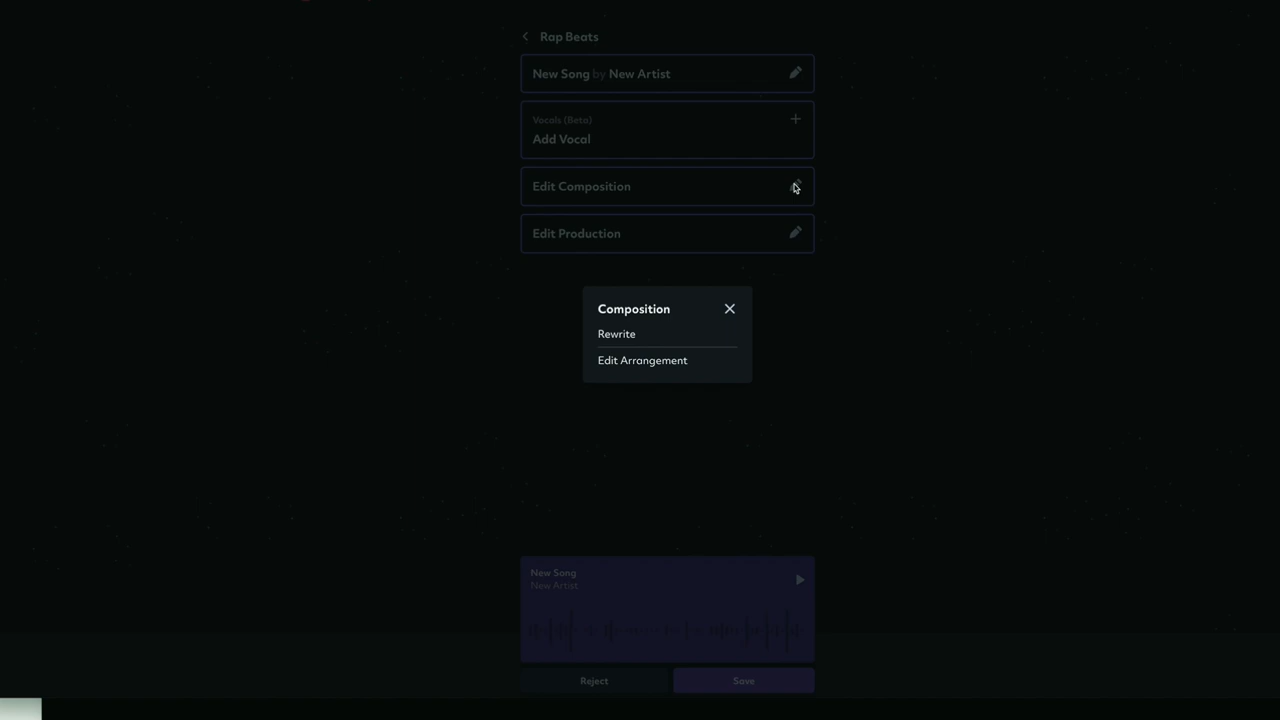 Rap Beats
New Song by New Artist
Vocals (Beta)
Add Vocal
Edit Composition
Edit Production
Composition
Rewrite
Edit Arrangement
New Song
New Artist
Reject
Save